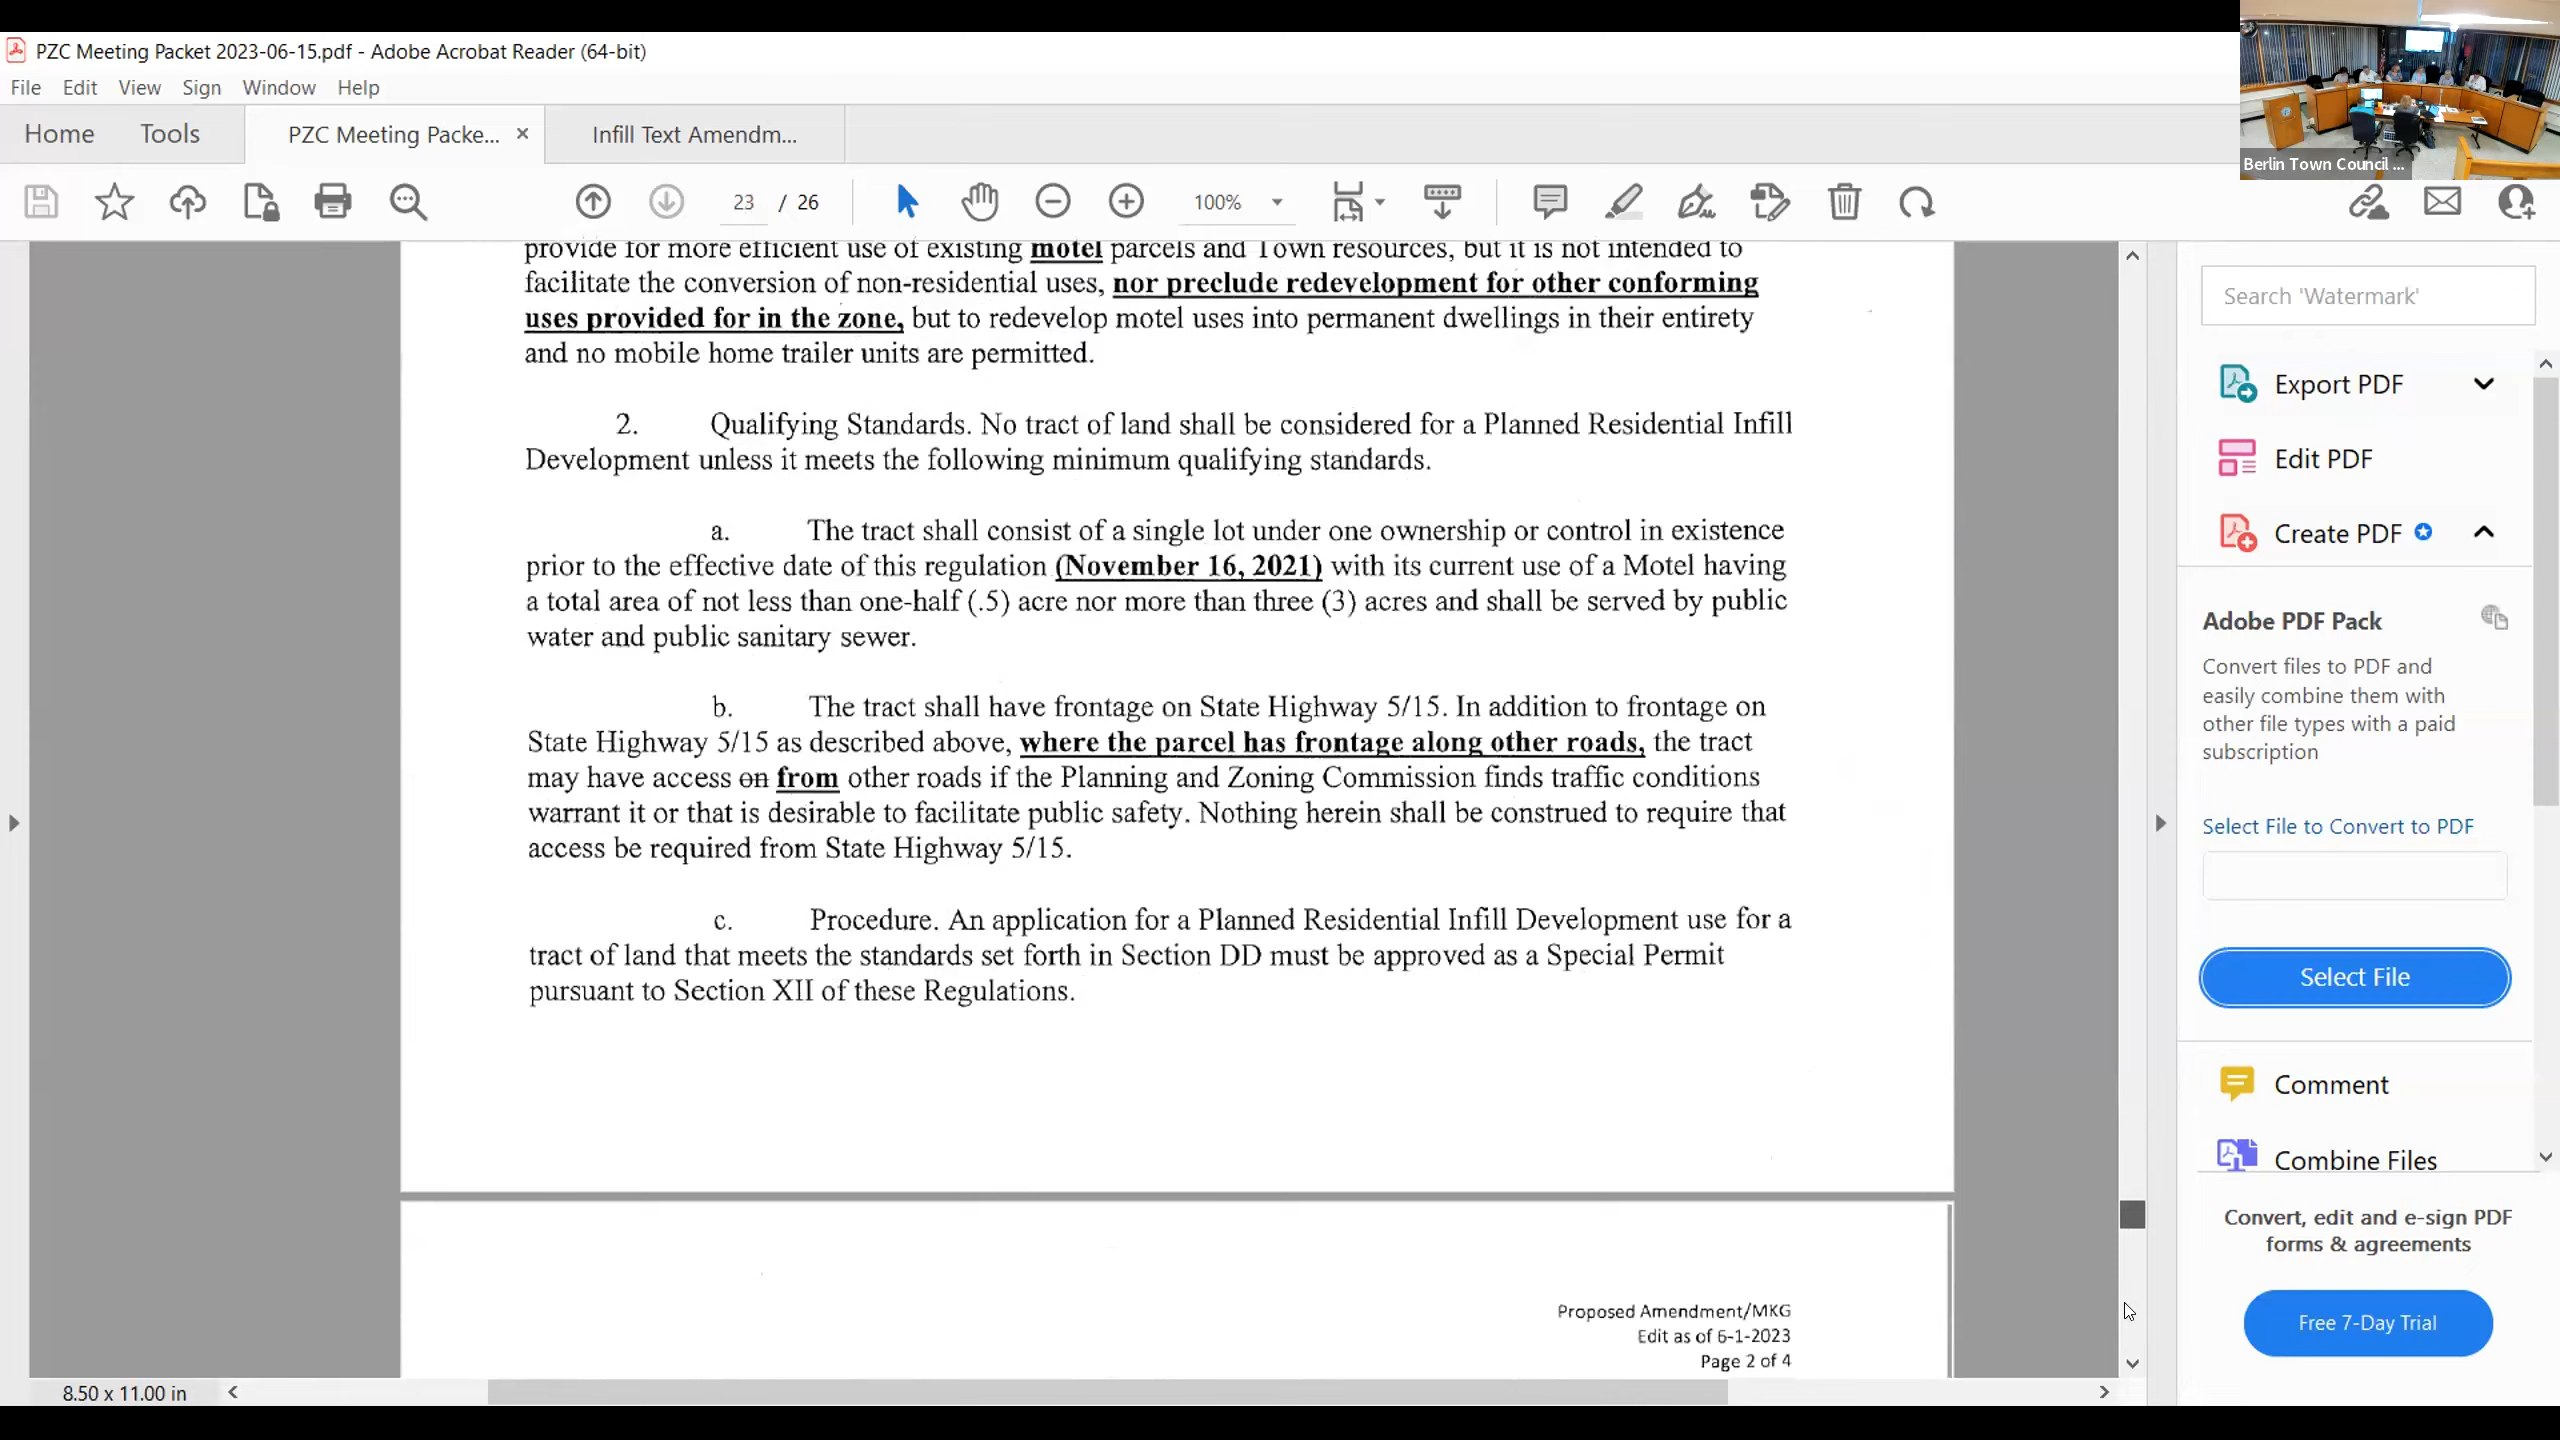 PZC Meeting Packet 2023-06-15.pdf - Adobe Acrobat Reader (64-bit)
File Edit View Sign Window Help
Home Tools PZC Meeting Packe... Infill Text Amendm...
23 / 26 100%
Berlin Town Council ...
provide for more efficient use of existing motel parcels and Town resources, but it is not intended to
facilitate the conversion of non-residential uses, nor preclude redevelopment for other conforming
uses provided for in the zone, but to redevelop motel uses into permanent dwellings in their entirety
and no mobile home trailer units are permitted.
2. Qualifying Standards. No tract of land shall be considered for a Planned Residential Infill
Development unless it meets the following minimum qualifying standards.
a. The tract shall consist of a single lot under one ownership or control in existence
prior to the effective date of this regulation (November 16, 2021) with its current use of a Motel having
a total area of not less than one-half (.5) acre nor more than three (3) acres and shall be served by public
water and public sanitary sewer.
b. The tract shall have frontage on State Highway 5/15. In addition to frontage on
State Highway 5/15 as described above, where the parcel has frontage along other roads, the tract
may have access on from other roads if the Planning and Zoning Commission finds traffic conditions
warrant it or that is desirable to facilitate public safety. Nothing herein shall be construed to require that
access be required from State Highway 5/15.
c. Procedure. An application for a Planned Residential Infill Development use for a
tract of land that meets the standards set forth in Section DD must be approved as a Special Permit
pursuant to Section XII of these Regulations.
Proposed Amendment/MKG
Edit as of 6-1-2023
Page 2 of 4
8.50 x 11.00 in
Search 'Watermark'
Export PDF
Edit PDF
Create PDF
Adobe PDF Pack
Convert files to PDF and
easily combine them with
other file types with a paid
subscription
Select File to Convert to PDF
Select File
Comment
Combine Files
Convert, edit and e-sign PDF
forms & agreements
Free 7-Day Trial